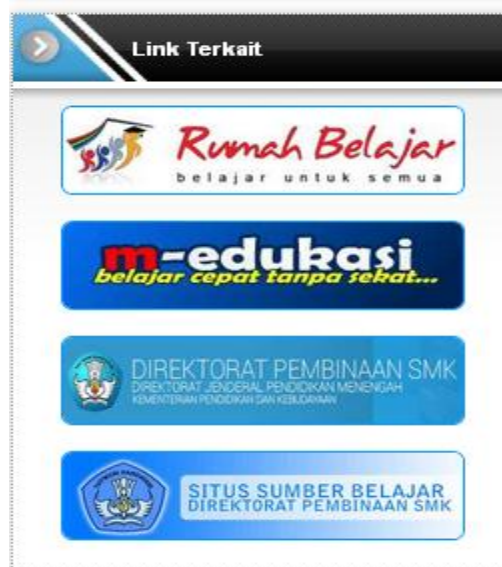 Link Terkait
Rumah Belajar
belajar untuk semua
m-edukasi
belajar cepat tanpa sekat...
DIREKTORAT PEMBINAAN SMK
DIREKTORAT JENDERAL PENDIDIKAN MENENGAH
KEMENTERIAN PENDIDIKAN DAN KEBUDAYAAN
SITUS SUMBER BELAJAR
DIREKTORAT PEMBINAAN SMK